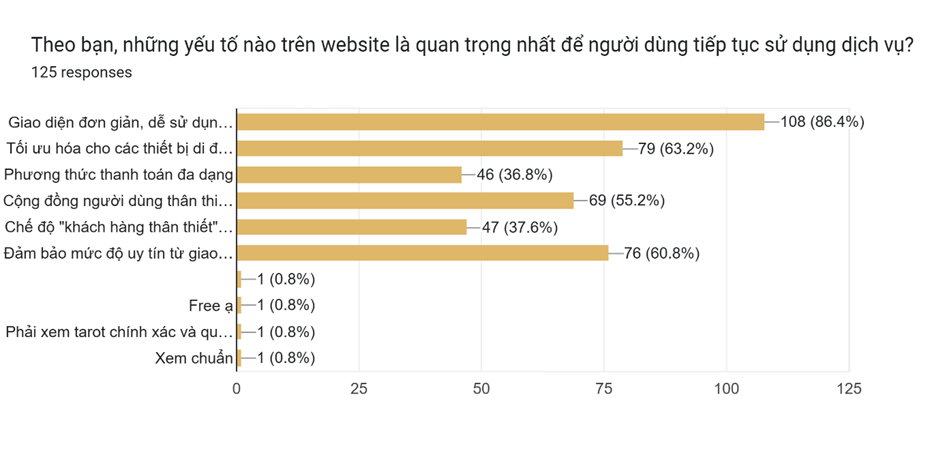 Theo bạn, những yếu tố nào trên website là quan trọng nhất để người dùng tiếp tục sử dụng dịch vụ?
125 responses
Giao diện đơn giản, dễ sử dụn… 108 (86.4%)
Tối ưu hóa cho các thiết bị di đ… 79 (63.2%)
Phương thức thanh toán đa dạng 46 (36.8%)
Cộng đồng người dùng thân thi… 69 (55.2%)
Chế độ "khách hàng thân thiết"… 47 (37.6%)
Đảm bảo mức độ uy tín từ giao… 76 (60.8%)
1 (0.8%)
Free ạ 1 (0.8%)
Phải xem tarot chính xác và qu… 1 (0.8%)
Xem chuẩn 1 (0.8%)
0 25 50 75 100 125